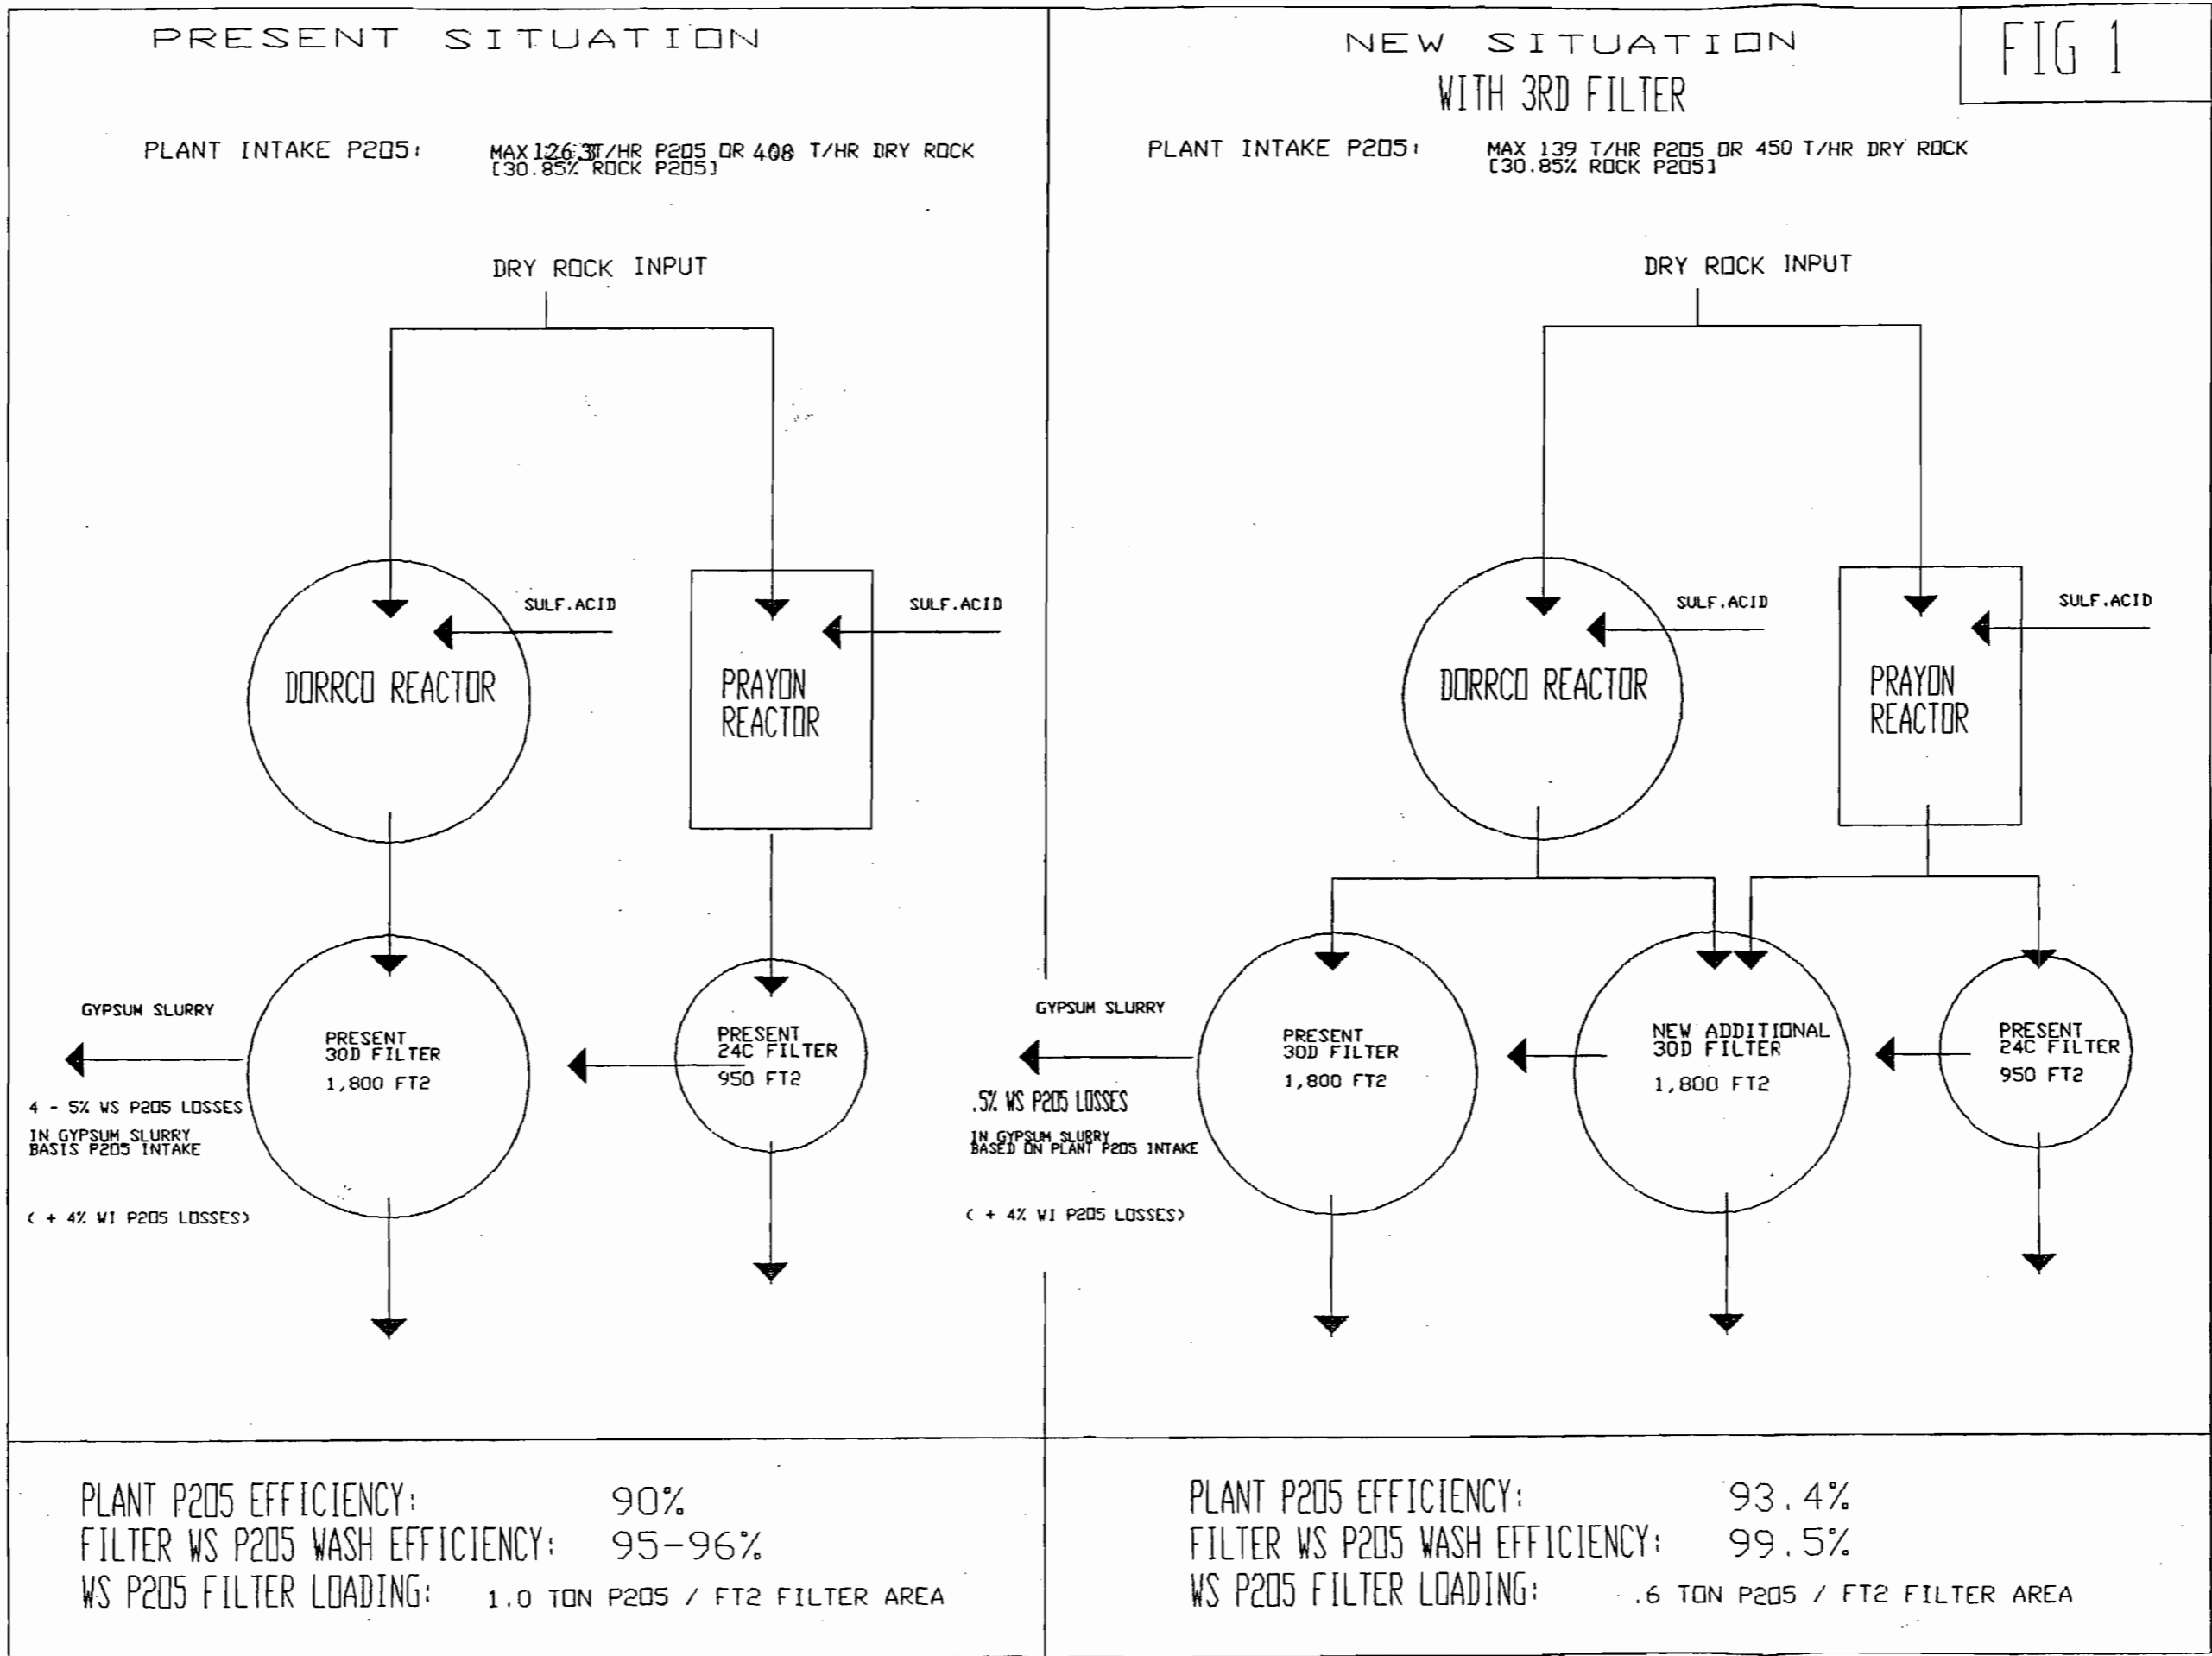 PRESENT SITUATION
PLANT INTAKE P2O5: MAX 126.3T/HR P2O5 OR 408 T/HR DRY ROCK
[30.85% ROCK P2O5]
DRY ROCK INPUT
SULF.ACID
SULF.ACID
DORRCO REACTOR
PRAYON
REACTOR
GYPSUM SLURRY
PRESENT
30D FILTER
1,800 FT2
PRESENT
24C FILTER
950 FT2
4 - 5% WS P2O5 LOSSES
IN GYPSUM SLURRY
BASIS P2O5 INTAKE
( + 4% WI P2O5 LOSSES)
PLANT P2O5 EFFICIENCY: 90%
FILTER WS P2O5 WASH EFFICIENCY: 95-96%
WS P2O5 FILTER LOADING: 1.0 TON P2O5 / FT2 FILTER AREA
NEW SITUATION
WITH 3RD FILTER
FIG 1
PLANT INTAKE P2O5: MAX 139 T/HR P2O5 OR 450 T/HR DRY ROCK
[30.85% ROCK P2O5]
DRY ROCK INPUT
SULF.ACID
SULF.ACID
DORRCO REACTOR
PRAYON
REACTOR
GYPSUM SLURRY
PRESENT
30D FILTER
1,800 FT2
NEW ADDITIONAL
30D FILTER
1,800 FT2
PRESENT
24C FILTER
950 FT2
.5% WS P2O5 LOSSES
IN GYPSUM SLURRY
BASED ON PLANT P2O5 INTAKE
( + 4% WI P2O5 LOSSES)
PLANT P2O5 EFFICIENCY: 93.4%
FILTER WS P2O5 WASH EFFICIENCY: 99.5%
WS P2O5 FILTER LOADING: .6 TON P2O5 / FT2 FILTER AREA